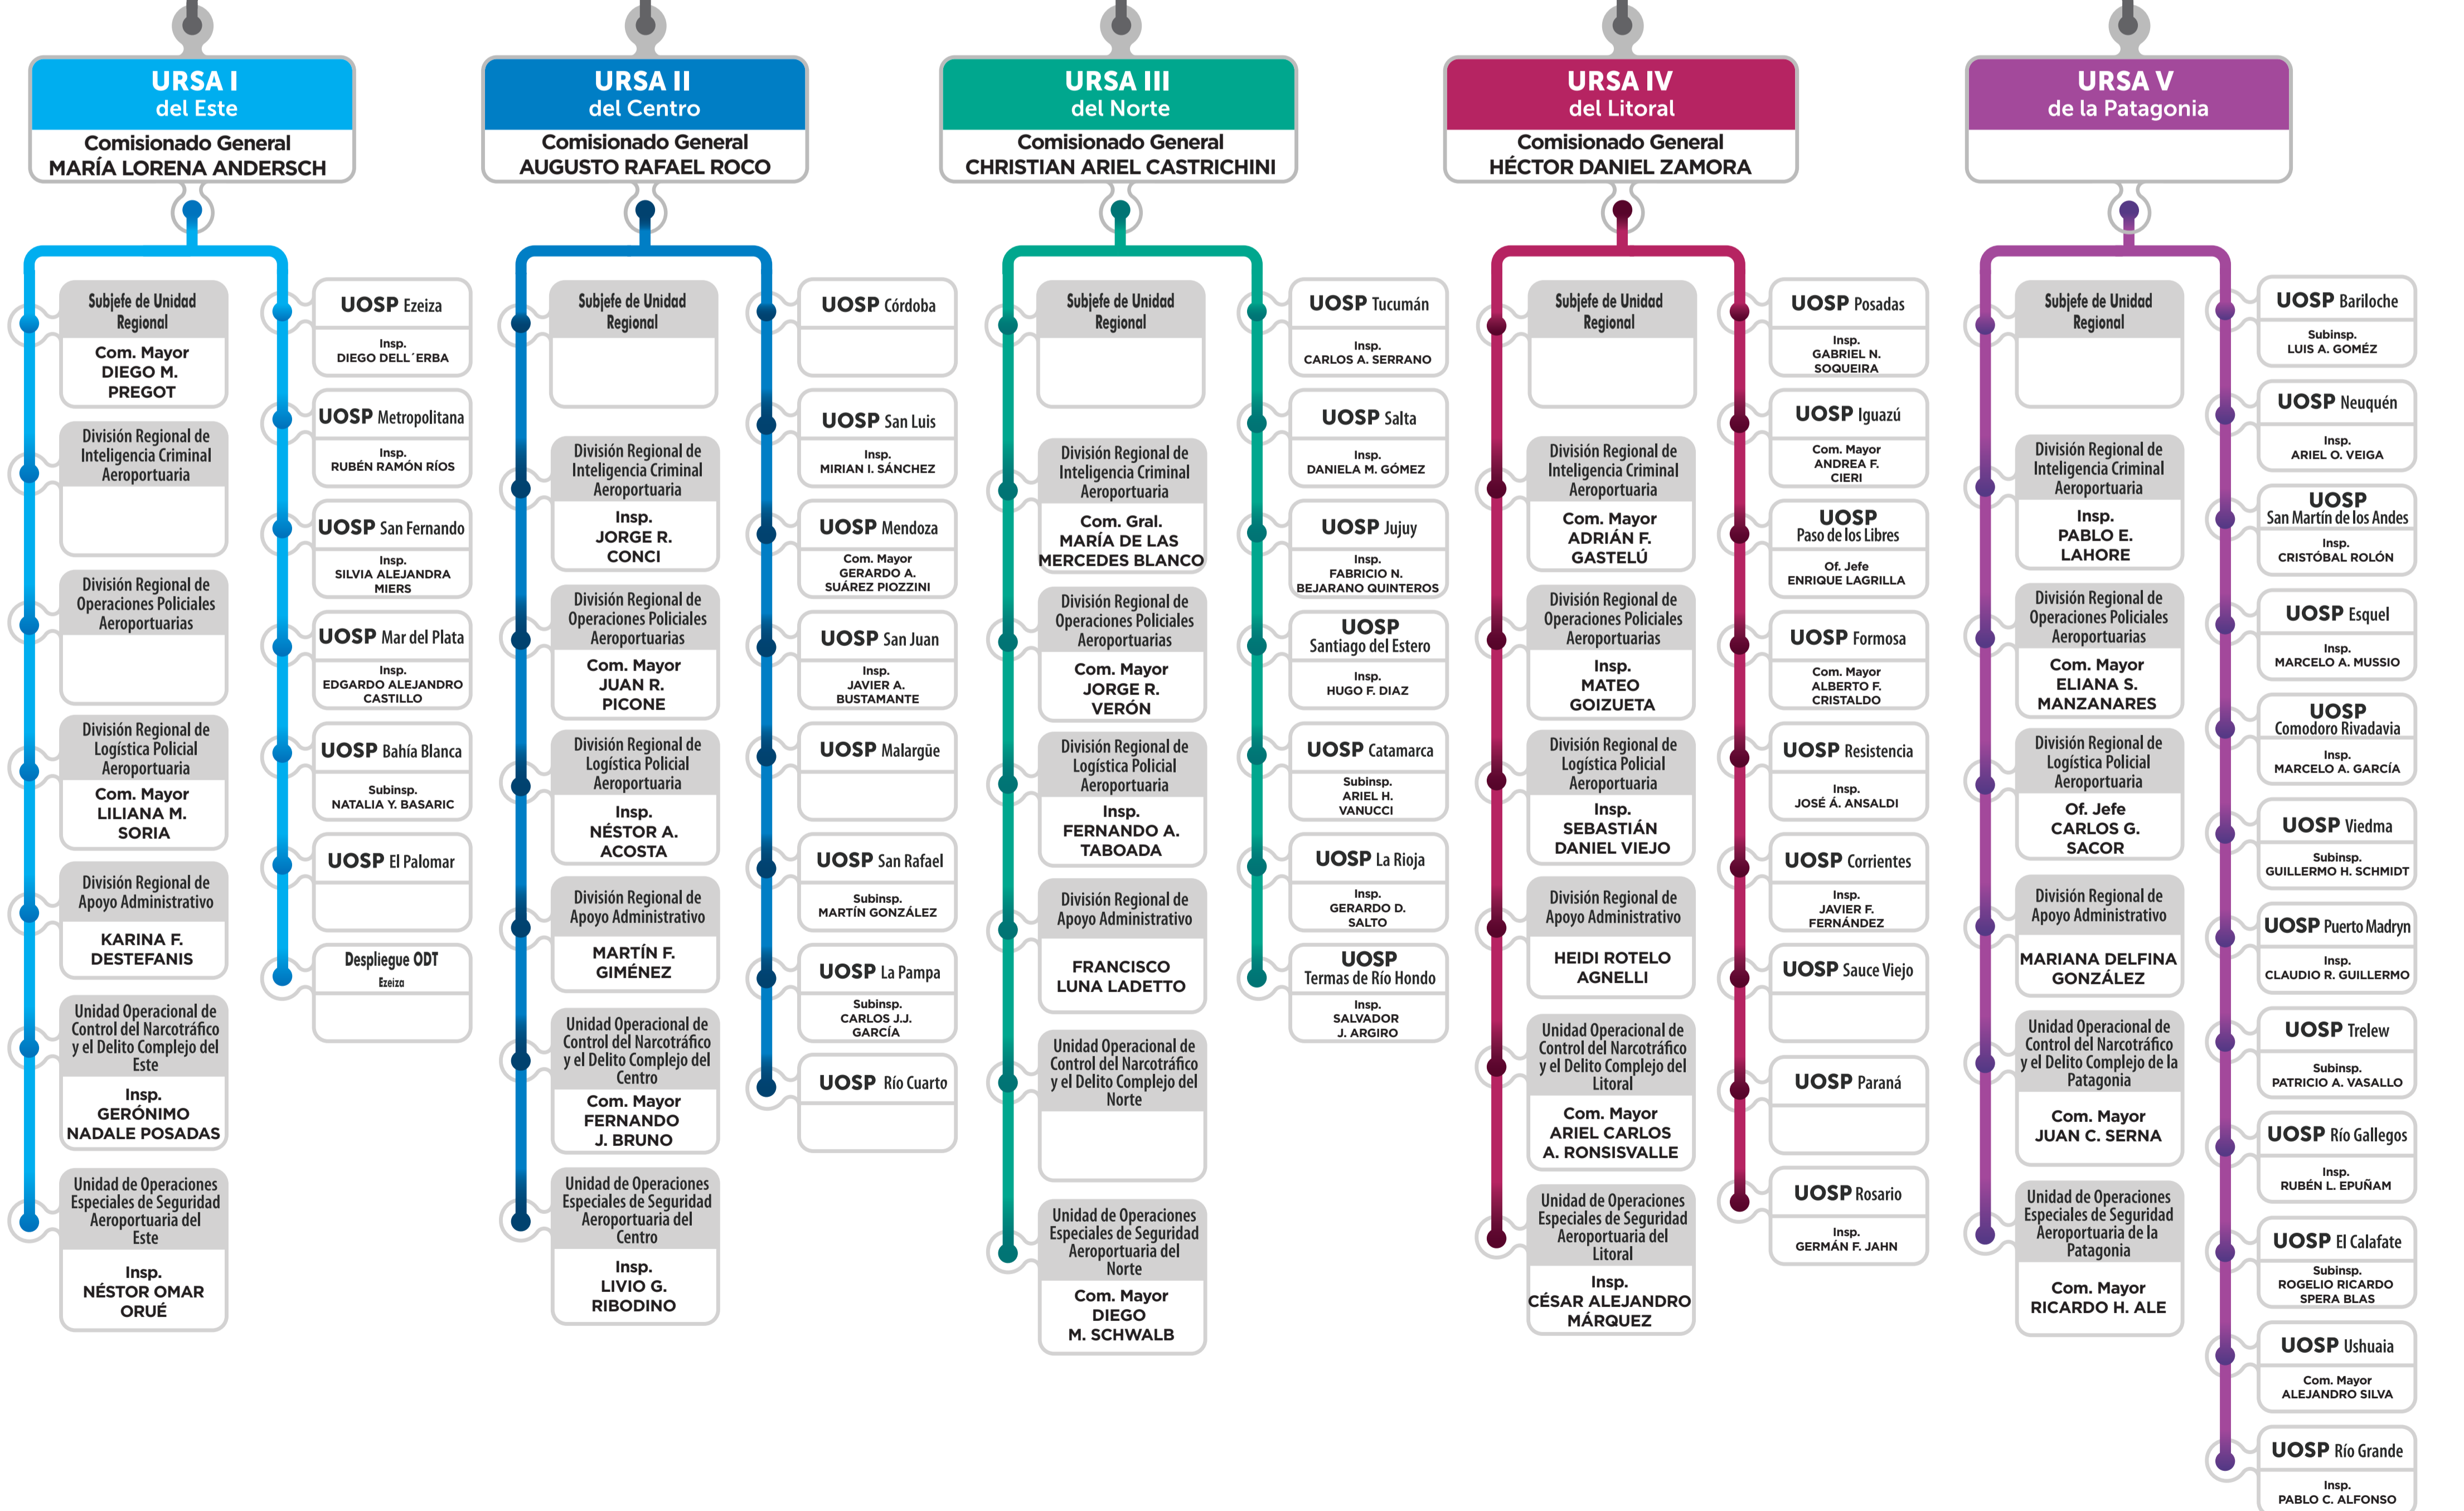 URSA I
del Este
Comisionado General
MARÍA LORENA ANDERSCH
Subjefe de Unidad
Regional
Com. Mayor
DIEGO M.
PREGOT
División Regional de
Inteligencia Criminal
Aeroportuaria
División Regional de
Operaciones Policiales
Aeroportuarias
División Regional de
Logística Policial
Aeroportuaria
Com. Mayor
LILIANA M.
SORIA
División Regional de
Apoyo Administrativo
KARINA F.
DESTEFANIS
Unidad Operacional de
Control del Narcotráfico
y el Delito Complejo del
Este
Insp.
GERÓNIMO
NADALE POSADAS
Unidad de Operaciones
Especiales de Seguridad
Aeroportuaria del
Este
Insp.
NÉSTOR OMAR
ORUÉ
UOSP Ezeiza
Insp.
DIEGO DELL´ERBA
UOSP Metropolitana
Insp.
RUBÉN RAMÓN RÍOS
UOSP San Fernando
Insp.
SILVIA ALEJANDRA
MIERS
UOSP Mar del Plata
Insp.
EDGARDO ALEJANDRO
CASTILLO
UOSP Bahía Blanca
Subinsp.
NATALIA Y. BASARIC
UOSP El Palomar
Despliegue ODT
Ezeiza
URSA II
del Centro
Comisionado General
AUGUSTO RAFAEL ROCO
Subjefe de Unidad
Regional
División Regional de
Inteligencia Criminal
Aeroportuaria
Insp.
JORGE R.
CONCI
División Regional de
Operaciones Policiales
Aeroportuarias
Com. Mayor
JUAN R.
PICONE
División Regional de
Logística Policial
Aeroportuaria
Insp.
NÉSTOR A.
ACOSTA
División Regional de
Apoyo Administrativo
MARTÍN F.
GIMÉNEZ
Unidad Operacional de
Control del Narcotráfico
y el Delito Complejo del
Centro
Com. Mayor
FERNANDO
J. BRUNO
Unidad de Operaciones
Especiales de Seguridad
Aeroportuaria del
Centro
Insp.
LIVIO G.
RIBODINO
UOSP Córdoba
UOSP San Luis
Insp.
MIRIAN I. SÁNCHEZ
UOSP Mendoza
Com. Mayor
GERARDO A.
SUÁREZ PIOZZINI
UOSP San Juan
Insp.
JAVIER A.
BUSTAMANTE
UOSP Malargüe
UOSP San Rafael
Subinsp.
MARTÍN GONZÁLEZ
UOSP La Pampa
Subinsp.
CARLOS J.J.
GARCÍA
UOSP Río Cuarto
URSA III
del Norte
Comisionado General
CHRISTIAN ARIEL CASTRICHINI
Subjefe de Unidad
Regional
División Regional de
Inteligencia Criminal
Aeroportuaria
Com. Gral.
MARÍA DE LAS
MERCEDES BLANCO
División Regional de
Operaciones Policiales
Aeroportuarias
Com. Mayor
JORGE R.
VERÓN
División Regional de
Logística Policial
Aeroportuaria
Insp.
FERNANDO A.
TABOADA
División Regional de
Apoyo Administrativo
FRANCISCO
LUNA LADETTO
Unidad Operacional de
Control del Narcotráfico
y el Delito Complejo del
Norte
Unidad de Operaciones
Especiales de Seguridad
Aeroportuaria del
Norte
Com. Mayor
DIEGO
M. SCHWALB
UOSP Tucumán
Insp.
CARLOS A. SERRANO
UOSP Salta
Insp.
DANIELA M. GÓMEZ
UOSP Jujuy
Insp.
FABRICIO N.
BEJARANO QUINTEROS
UOSP
Santiago del Estero
Insp.
HUGO F. DIAZ
UOSP Catamarca
Subinsp.
ARIEL H.
VANUCCI
UOSP La Rioja
Insp.
GERARDO D.
SALTO
UOSP
Termas de Río Hondo
Insp.
SALVADOR
J. ARGIRO
URSA IV
del Litoral
Comisionado General
HÉCTOR DANIEL ZAMORA
Subjefe de Unidad
Regional
División Regional de
Inteligencia Criminal
Aeroportuaria
Com. Mayor
ADRIÁN F.
GASTELÚ
División Regional de
Operaciones Policiales
Aeroportuarias
Insp.
MATEO
GOIZUETA
División Regional de
Logística Policial
Aeroportuaria
Insp.
SEBASTIÁN
DANIEL VIEJO
División Regional de
Apoyo Administrativo
HEIDI ROTELO
AGNELLI
Unidad Operacional de
Control del Narcotráfico
y el Delito Complejo del
Litoral
Com. Mayor
ARIEL CARLOS
A. RONSISVALLE
Unidad de Operaciones
Especiales de Seguridad
Aeroportuaria del
Litoral
Insp.
CÉSAR ALEJANDRO
MÁRQUEZ
UOSP Posadas
Insp.
GABRIEL N.
SOQUEIRA
UOSP Iguazú
Com. Mayor
ANDREA F.
CIERI
UOSP
Paso de los Libres
Of. Jefe
ENRIQUE LAGRILLA
UOSP Formosa
Com. Mayor
ALBERTO F.
CRISTALDO
UOSP Resistencia
Insp.
JOSÉ Á. ANSALDI
UOSP Corrientes
Insp.
JAVIER F.
FERNÁNDEZ
UOSP Sauce Viejo
UOSP Paraná
UOSP Rosario
Insp.
GERMÁN F. JAHN
URSA V
de la Patagonia
Subjefe de Unidad
Regional
División Regional de
Inteligencia Criminal
Aeroportuaria
Insp.
PABLO E.
LAHORE
División Regional de
Operaciones Policiales
Aeroportuarias
Com. Mayor
ELIANA S.
MANZANARES
División Regional de
Logística Policial
Aeroportuaria
Of. Jefe
CARLOS G.
SACOR
División Regional de
Apoyo Administrativo
MARIANA DELFINA
GONZÁLEZ
Unidad Operacional de
Control del Narcotráfico
y el Delito Complejo de la
Patagonia
Com. Mayor
JUAN C. SERNA
Unidad de Operaciones
Especiales de Seguridad
Aeroportuaria de la
Patagonia
Com. Mayor
RICARDO H. ALE
UOSP Bariloche
Subinsp.
LUIS A. GOMÉZ
UOSP Neuquén
Insp.
ARIEL O. VEIGA
UOSP
San Martín de los Andes
Insp.
CRISTÓBAL ROLÓN
UOSP Esquel
Insp.
MARCELO A. MUSSIO
UOSP
Comodoro Rivadavia
Insp.
MARCELO A. GARCÍA
UOSP Viedma
Subinsp.
GUILLERMO H. SCHMIDT
UOSP Puerto Madryn
Insp.
CLAUDIO R. GUILLERMO
UOSP Trelew
Subinsp.
PATRICIO A. VASALLO
UOSP Río Gallegos
Insp.
RUBÉN L. EPUÑAM
UOSP El Calafate
Subinsp.
ROGELIO RICARDO
SPERA BLAS
UOSP Ushuaia
Com. Mayor
ALEJANDRO SILVA
UOSP Río Grande
Insp.
PABLO C. ALFONSO